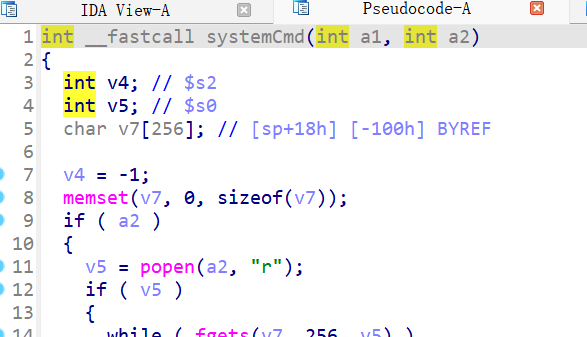 IDA View-A Pseudocode-A
1 int __fastcall systemCmd(int a1, int a2)
2 {
3 int v4; // $s2
4 int v5; // $s0
5 char v7[256]; // [sp+18h] [-100h] BYREF
6
7 v4 = -1;
8 memset(v7, 0, sizeof(v7));
9 if ( a2 )
10 {
11 v5 = popen(a2, "r");
12 if ( v5 )
13 {
14 while ( fgets(v7, 256, v5) )